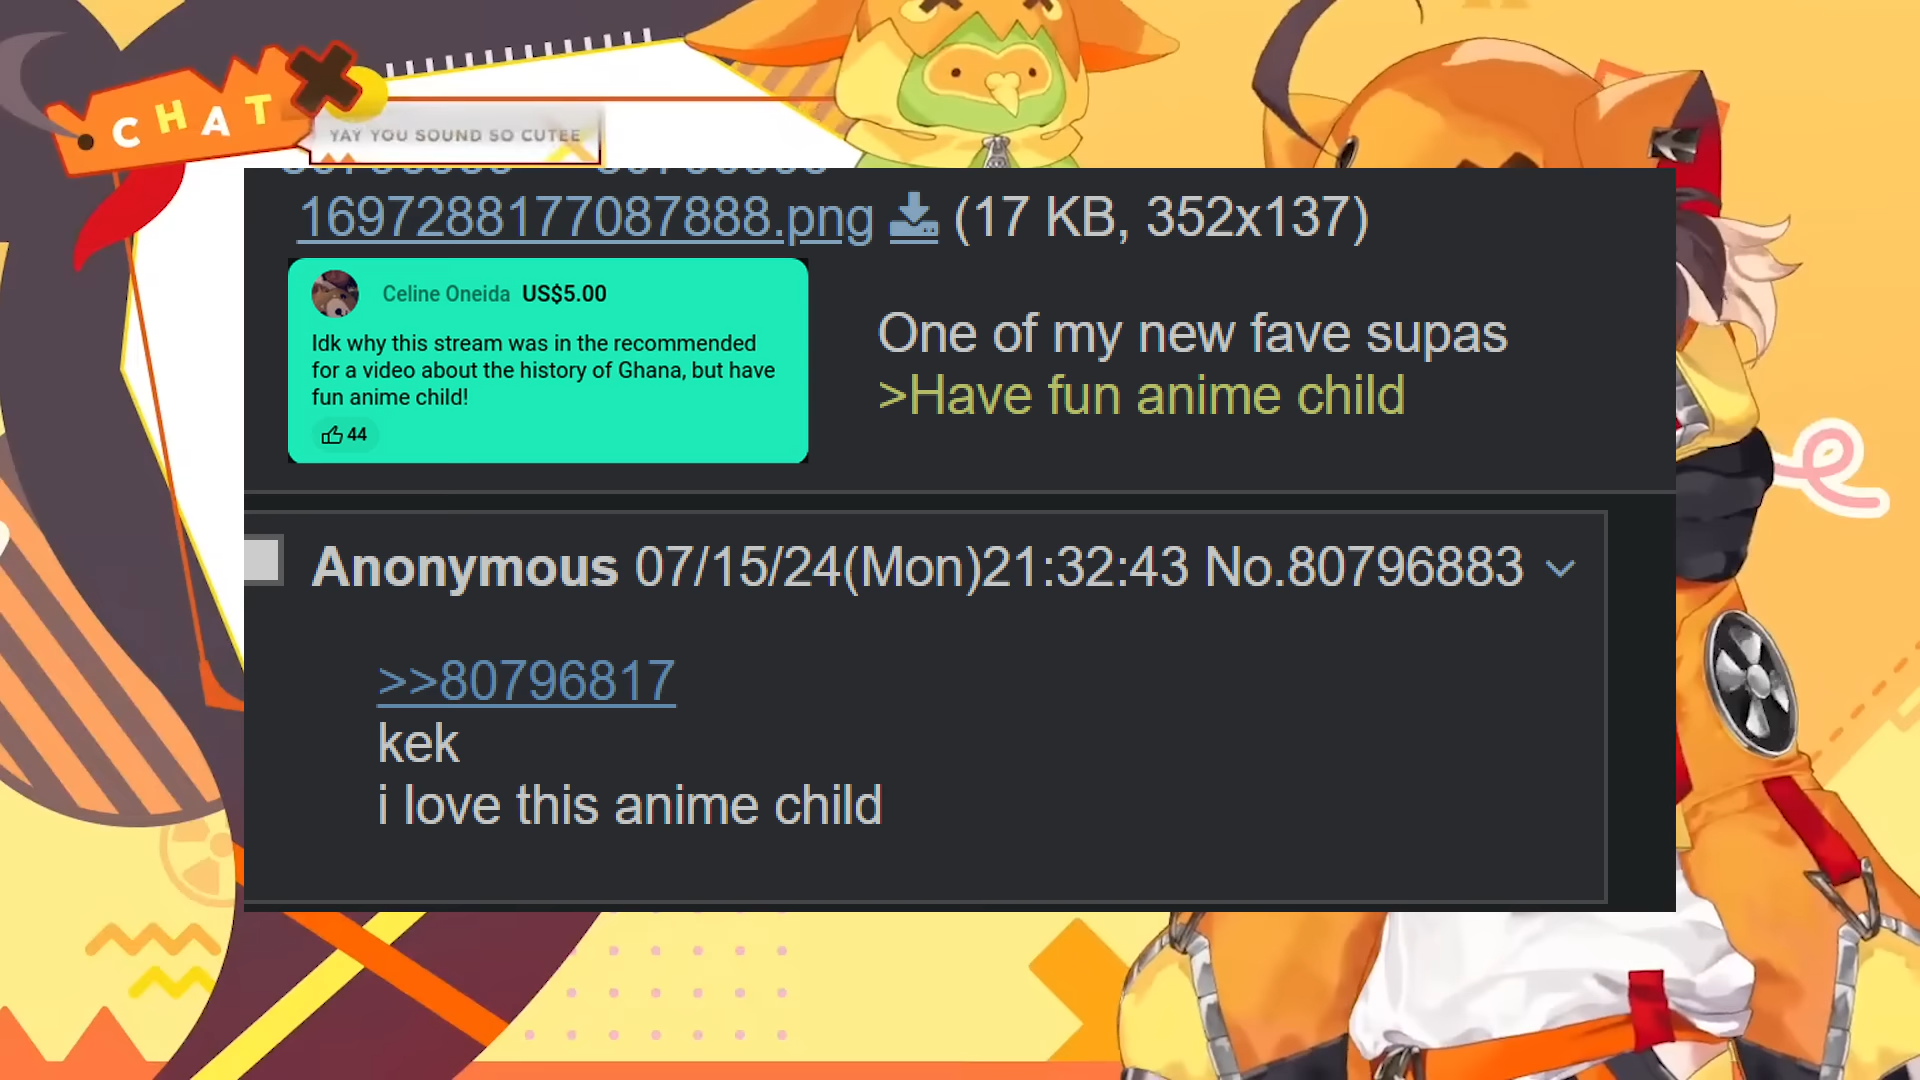 CHAT
YAY YOU SOUND SO CUTEE
1697288177087888.png (17 KB, 352x137)
Celine Oneida US$5.00
Idk why this stream was in the recommended
for a video about the history of Ghana, but have
fun anime child!
44
One of my new fave supas
>Have fun anime child
Anonymous 07/15/24(Mon)21:32:43 No.80796883
>>80796817
kek
i love this anime child